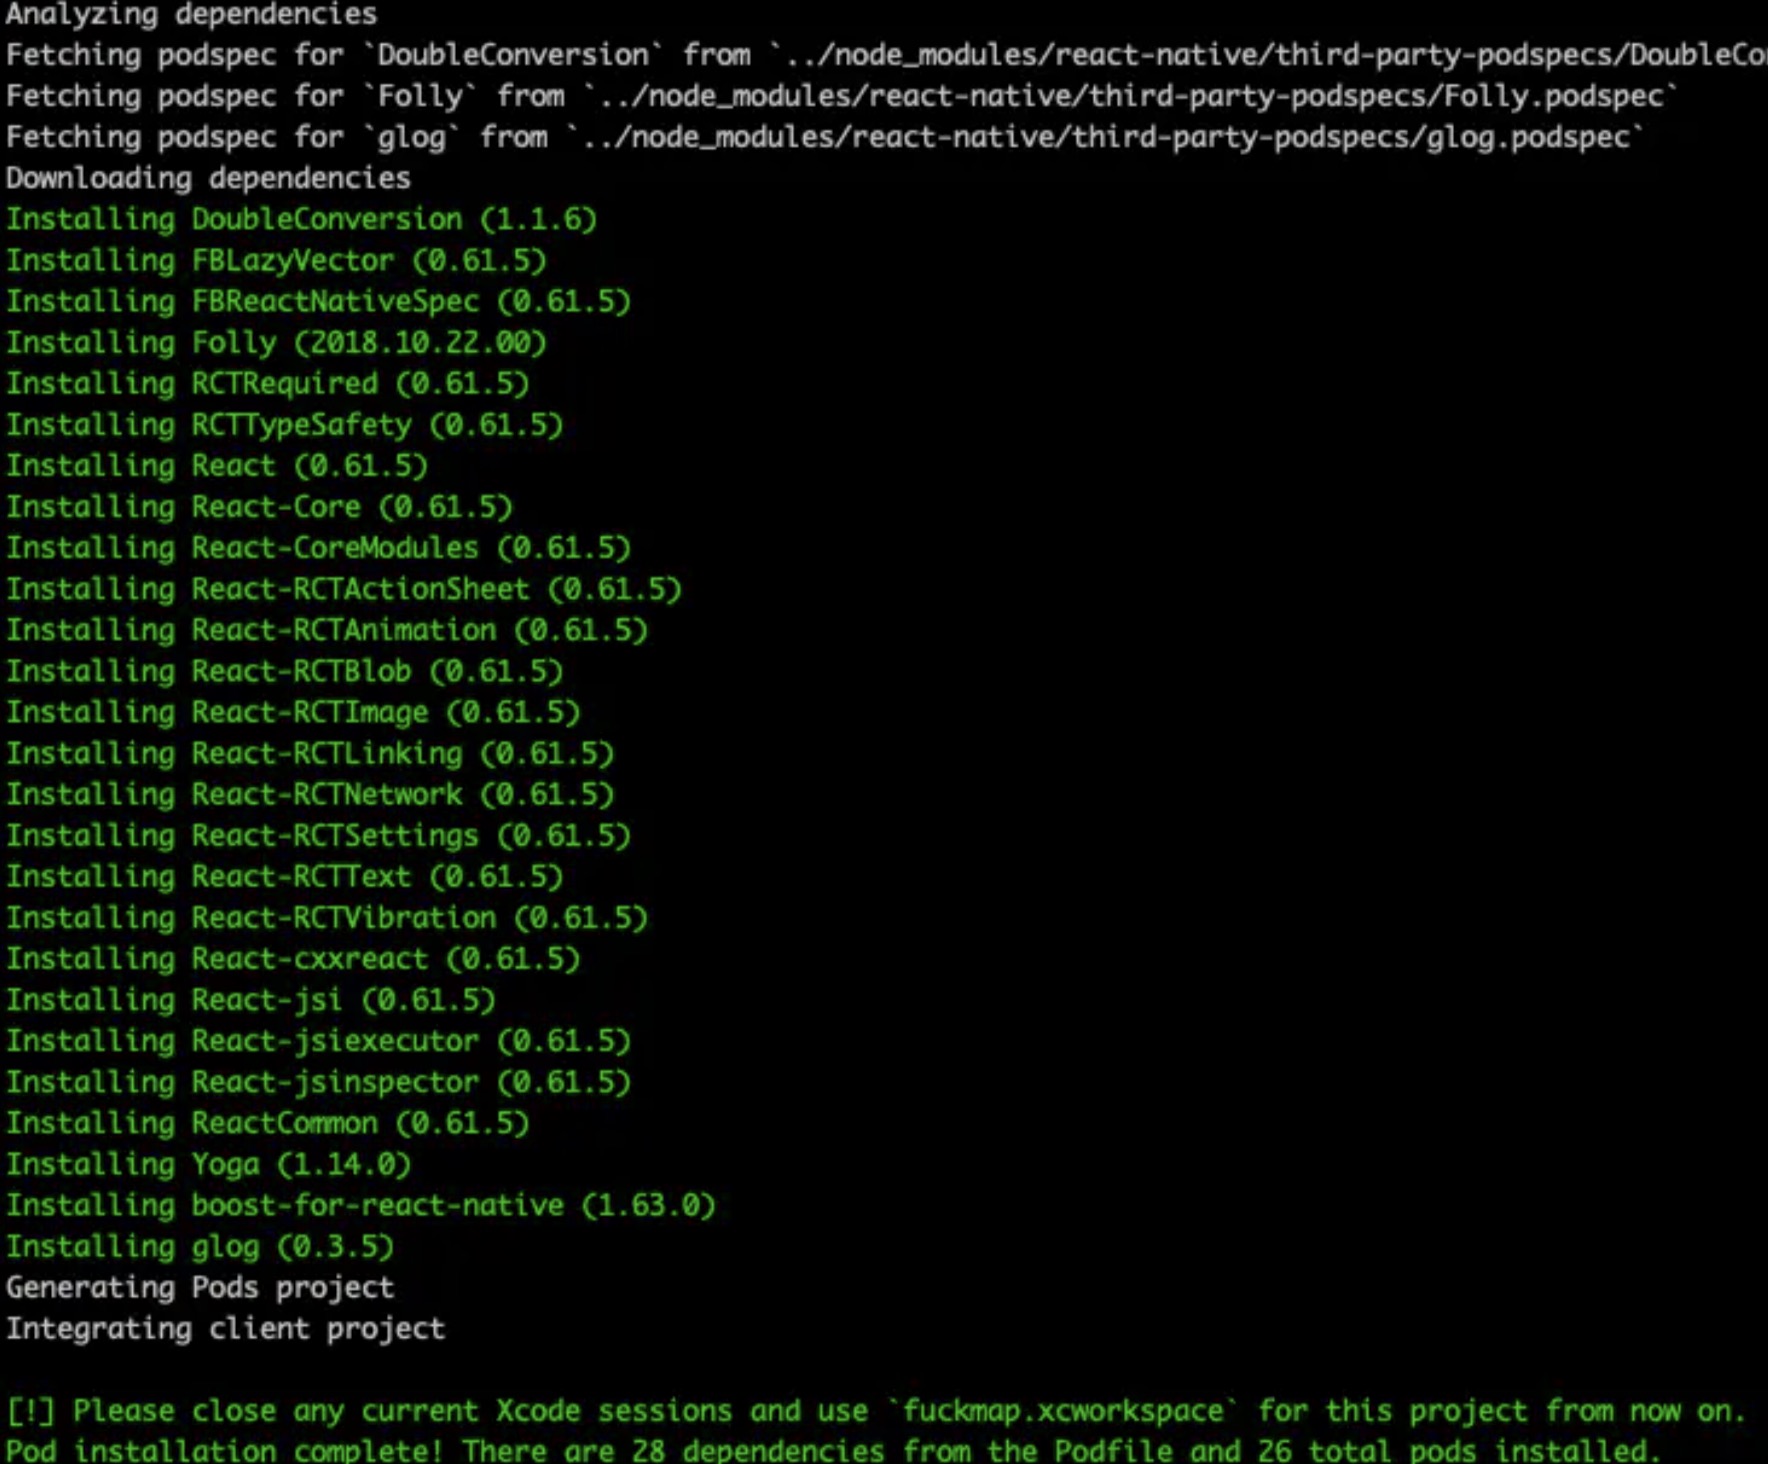 Analyzing dependencies
Fetching podspec for `DoubleConversion` from `../node_modules/react-native/third-party-podspecs/DoubleCo
Fetching podspec for `Folly` from `../node_modules/react-native/third-party-podspecs/Folly.podspec`
Fetching podspec for `glog` from `../node_modules/react-native/third-party-podspecs/glog.podspec`
Downloading dependencies
Installing DoubleConversion (1.1.6)
Installing FBLazyVector (0.61.5)
Installing FBReactNativeSpec (0.61.5)
Installing Folly (2018.10.22.00)
Installing RCTRequired (0.61.5)
Installing RCTTypeSafety (0.61.5)
Installing React (0.61.5)
Installing React-Core (0.61.5)
Installing React-CoreModules (0.61.5)
Installing React-RCTActionSheet (0.61.5)
Installing React-RCTAnimation (0.61.5)
Installing React-RCTBlob (0.61.5)
Installing React-RCTImage (0.61.5)
Installing React-RCTLinking (0.61.5)
Installing React-RCTNetwork (0.61.5)
Installing React-RCTSettings (0.61.5)
Installing React-RCTText (0.61.5)
Installing React-RCTVibration (0.61.5)
Installing React-cxxreact (0.61.5)
Installing React-jsi (0.61.5)
Installing React-jsiexecutor (0.61.5)
Installing React-jsinspector (0.61.5)
Installing ReactCommon (0.61.5)
Installing Yoga (1.14.0)
Installing boost-for-react-native (1.63.0)
Installing glog (0.3.5)
Generating Pods project
Integrating client project
[!] Please close any current Xcode sessions and use `fuckmap.xcworkspace` for this project from now on.
Pod installation complete! There are 28 dependencies from the Podfile and 26 total pods installed.